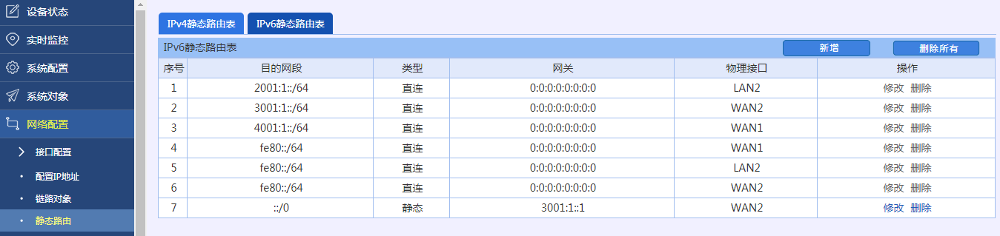 设备状态
实时监控
系统配置
系统对象
网络配置
接口配置
配置IP地址
链路对象
静态路由
IPv4静态路由表 IPv6静态路由表
IPv6静态路由表 新增 删除所有
序号 目的网段 类型 网关 物理接口 操作
1 2001:1::/64 直连 0:0:0:0:0:0:0:0 LAN2 修改 删除
2 3001:1::/64 直连 0:0:0:0:0:0:0:0 WAN2 修改 删除
3 4001:1::/64 直连 0:0:0:0:0:0:0:0 WAN1 修改 删除
4 fe80::/64 直连 0:0:0:0:0:0:0:0 WAN1 修改 删除
5 fe80::/64 直连 0:0:0:0:0:0:0:0 LAN2 修改 删除
6 fe80::/64 直连 0:0:0:0:0:0:0:0 WAN2 修改 删除
7 ::/0 静态 3001:1::1 WAN2 修改 删除